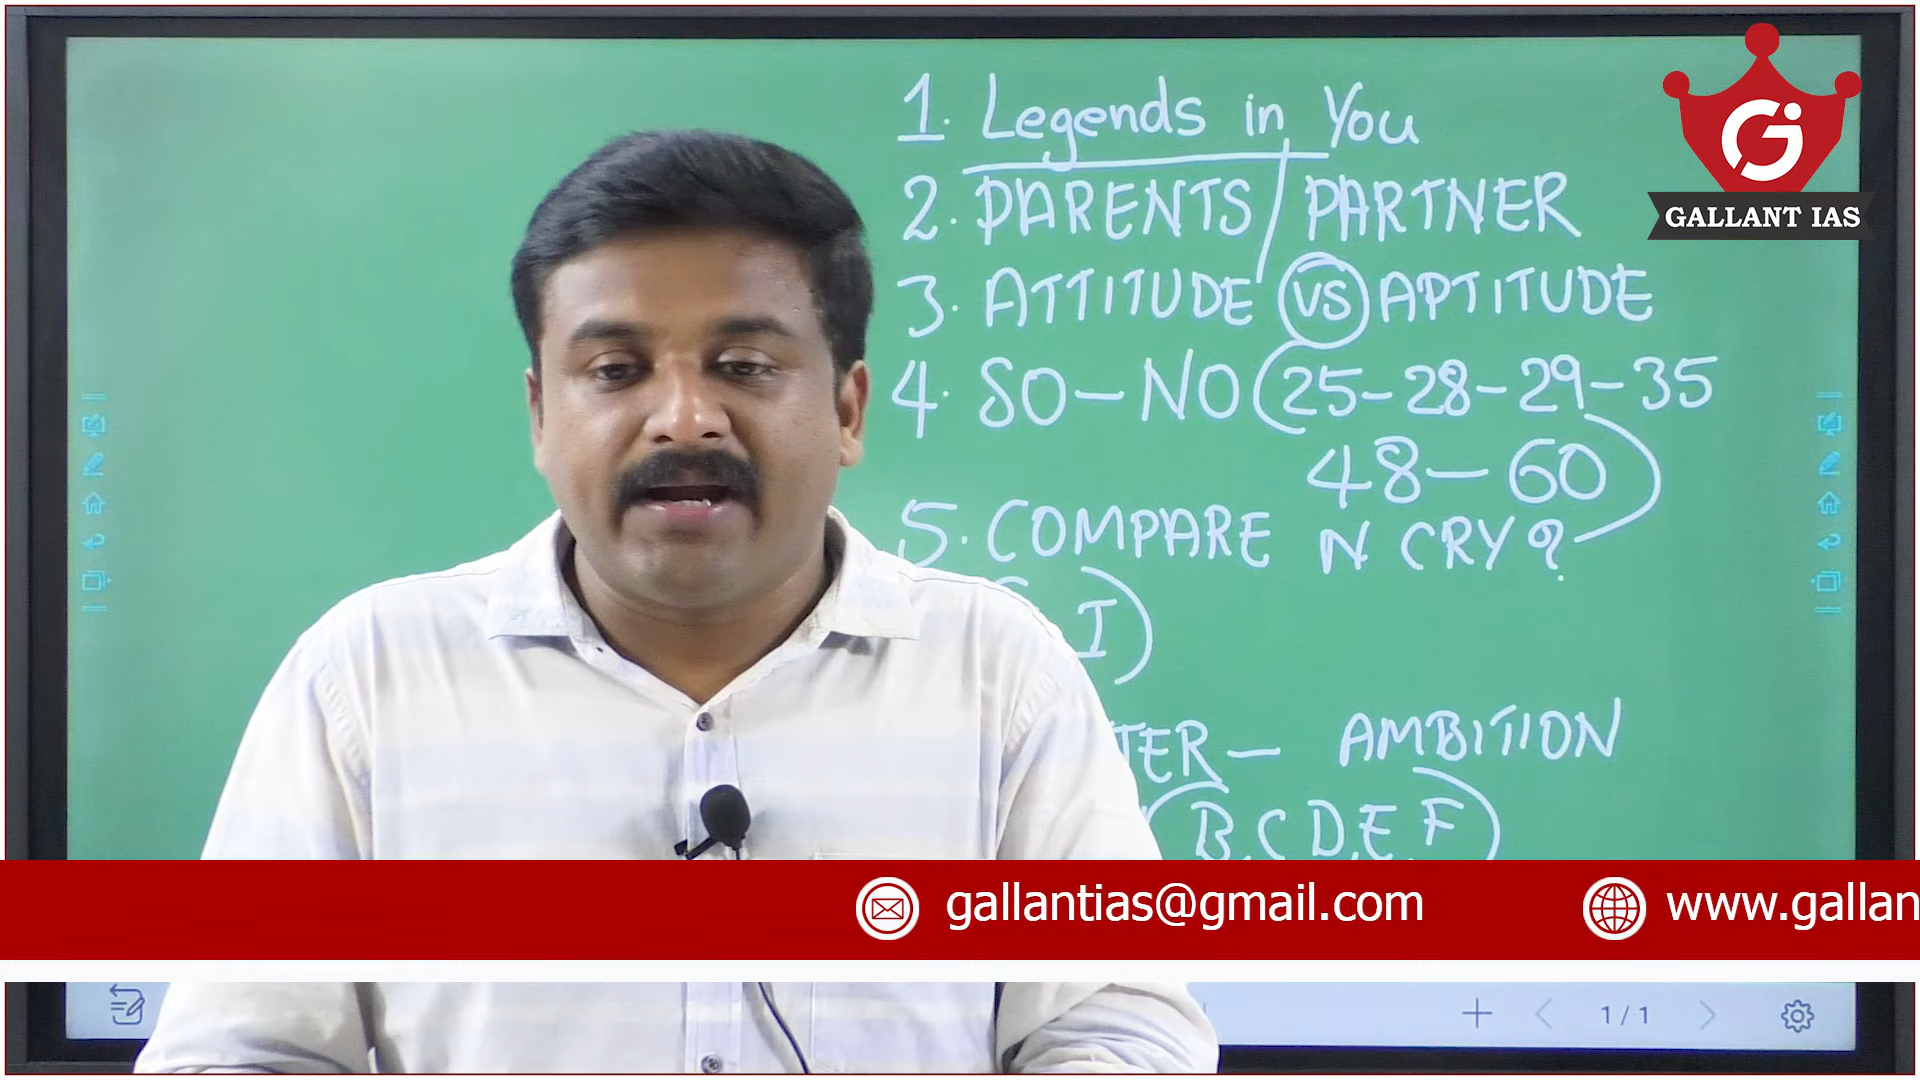 1. Legends in You
2. PARENTS / PARTNER
3. ATTITUDE VS APTITUDE
4. SO - NO (25-28-29-35
48-60)
5. COMPARE N CRY?
I)
TER - AMBITION
(B, C, D, E, F)
GALLANT IAS
gallantias@gmail.com
www.gallan
1/1